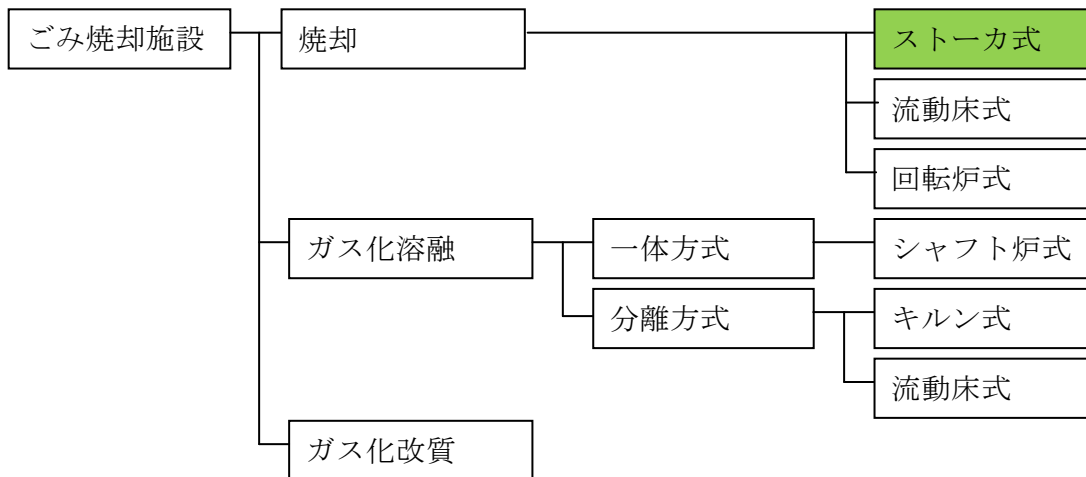 ごみ焼却施設
焼却
ストーカ式
流動床式
回転炉式
ガス化溶融
一体方式
シャフト炉式
分離方式
キルン式
流動床式
ガス化改質